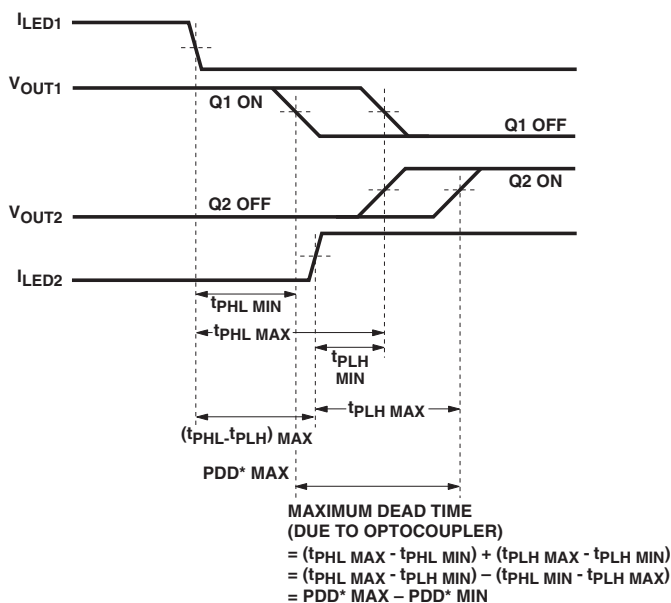 ILED1
VOUT1
Q1 ON
Q1 OFF
Q2 OFF
Q2 ON
VOUT2
ILED2
tPHL MIN
tPHL MAX
tPLH
MIN
tPLH MAX
(tPHL-tPLH) MAX
PDD* MAX
MAXIMUM DEAD TIME
(DUE TO OPTOCOUPLER)
= (tPHL MAX - tPHL MIN) + (tPLH MAX - tPLH MIN)
= (tPHL MAX - tPLH MIN) – (tPHL MIN - tPLH MAX)
= PDD* MAX – PDD* MIN